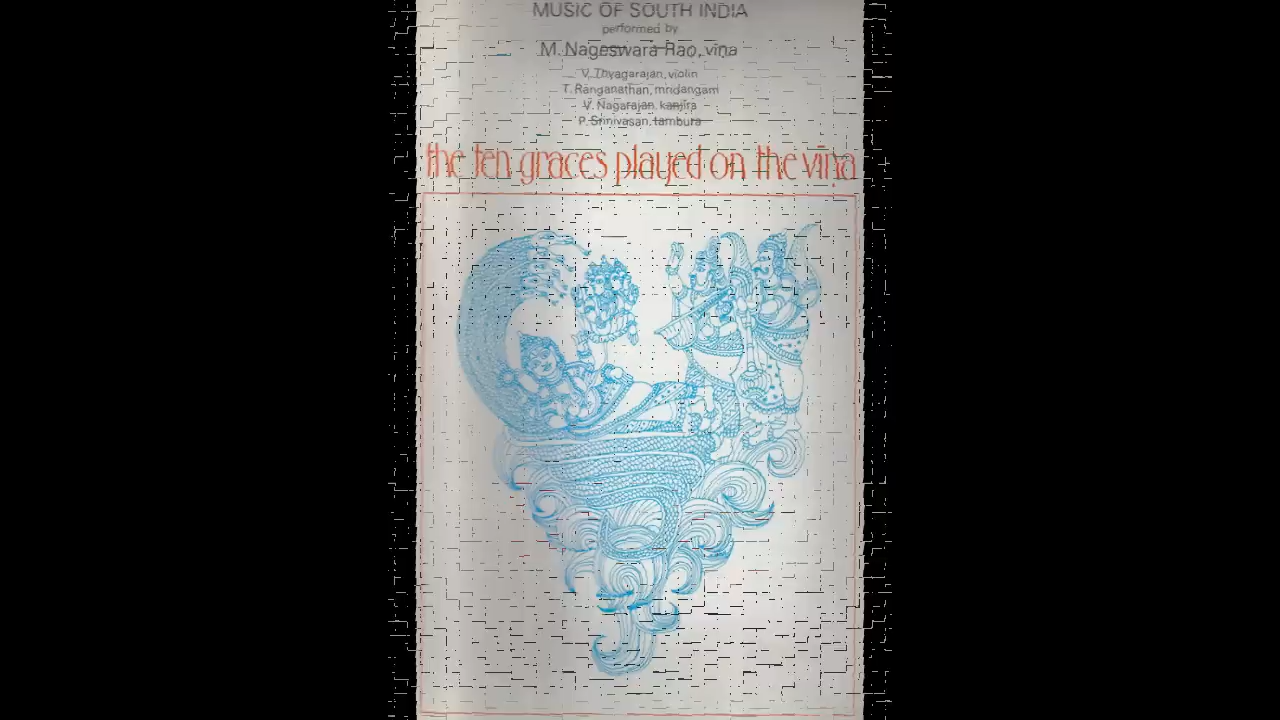 MUSIC OF SOUTH INDIA
performed by
M. Nageswara Rao, vina
V. Thyagarajan, violin
T. Ranganathan, mridangam
V. Nagarajan, kanjira
P. Srinivasan, tambura
the ten graces played on the vīṇa